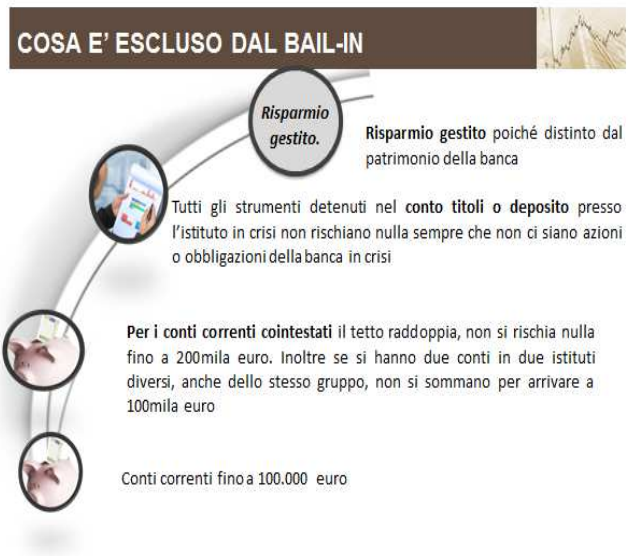 COSA E' ESCLUSO DAL BAIL-IN
Risparmio
gestito.
Risparmio gestito poiché distinto dal
patrimonio della banca
Tutti gli strumenti detenuti nel conto titoli o deposito presso
l'istituto in crisi non rischiano nulla sempre che non ci siano azioni
o obbligazioni della banca in crisi
Per i conti correnti cointestati il tetto raddoppia, non si rischia nulla
fino a 200mila euro. Inoltre se si hanno due conti in due istituti
diversi, anche dello stesso gruppo, non si sommano per arrivare a
100mila euro
Conti correnti fino a 100.000 euro